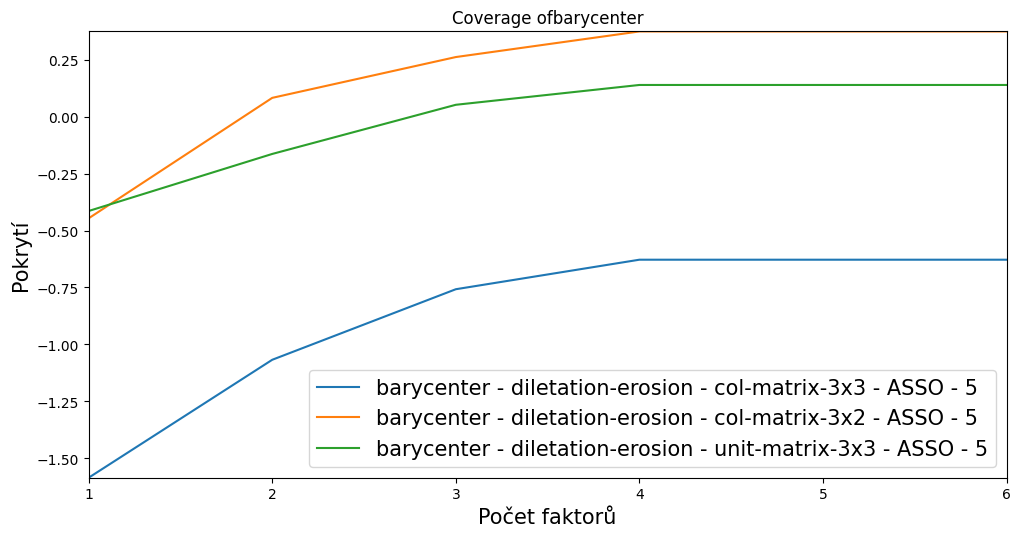 Coverage ofbarycenter
0.25
0.00
−0.25
−0.50
−0.75
−1.00
−1.25
−1.50
Pokrytí
barycenter - diletation-erosion - col-matrix-3x3 - ASSO - 5
barycenter - diletation-erosion - col-matrix-3x2 - ASSO - 5
barycenter - diletation-erosion - unit-matrix-3x3 - ASSO - 5
1 2 3 4 5 6
Počet faktorů